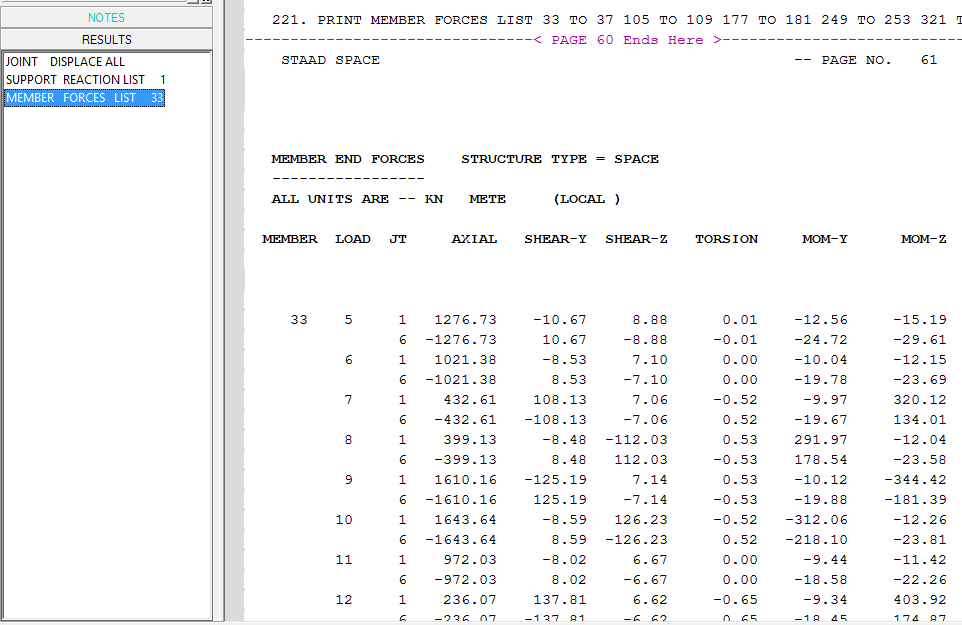 NOTES
RESULTS
JOINT DISPLACE ALL
SUPPORT REACTION LIST 1
MEMBER FORCES LIST 33
221. PRINT MEMBER FORCES LIST 33 TO 37 105 TO 109 177 TO 181 249 TO 253 321 T
-------------------------------< PAGE 60 Ends Here >---------------------------
STAAD SPACE -- PAGE NO. 61
MEMBER END FORCES STRUCTURE TYPE = SPACE
-----------------
ALL UNITS ARE -- KN METE (LOCAL )
MEMBER LOAD JT AXIAL SHEAR-Y SHEAR-Z TORSION MOM-Y MOM-Z
33 5 1 1276.73 -10.67 8.88 0.01 -12.56 -15.19
6 -1276.73 10.67 -8.88 -0.01 -24.72 -29.61
6 1 1021.38 -8.53 7.10 0.00 -10.04 -12.15
6 -1021.38 8.53 -7.10 0.00 -19.78 -23.69
7 1 432.61 108.13 7.06 -0.52 -9.97 320.12
6 -432.61 -108.13 -7.06 0.52 -19.67 134.01
8 1 399.13 -8.48 -112.03 0.53 291.97 -12.04
6 -399.13 8.48 112.03 -0.53 178.54 -23.58
9 1 1610.16 -125.19 7.14 0.53 -10.12 -344.42
6 -1610.16 125.19 -7.14 -0.53 -19.88 -181.39
10 1 1643.64 -8.59 126.23 -0.52 -312.06 -12.26
6 -1643.64 8.59 -126.23 0.52 -218.10 -23.81
11 1 972.03 -8.02 6.67 0.00 -9.44 -11.42
6 -972.03 8.02 -6.67 0.00 -18.58 -22.26
12 1 236.07 137.81 6.62 -0.65 -9.34 403.92
6 -236.07 -137.81 -6.62 0.65 -18.45 174.87